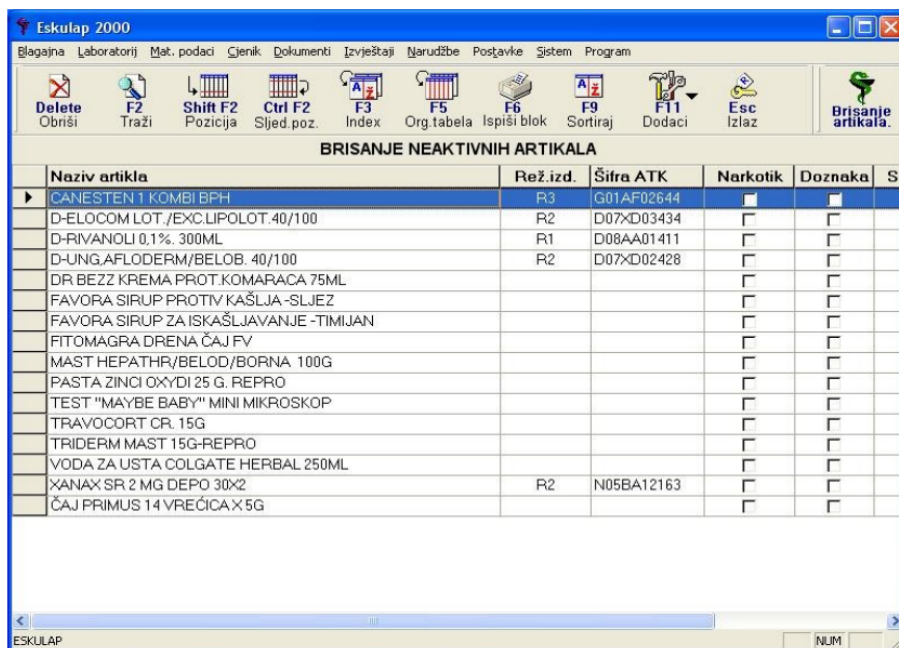 Eskulap 2000
Blagajna Laboratorij Mat. podaci Cjenik Dokumenti Izvještaji Narudžbe Postavke Sistem Program
Delete F2 Shift F2 Ctrl F2 F3 F5 F6 F9 F11 Esc Brisanje
Obriši Traži Pozicija Sljed.poz. Index Org.tabela Ispiši blok Sortiraj Dodaci Izlaz artikala.
BRISANJE NEAKTIVNIH ARTIKALA
Naziv artikla Rež.izd. Šifra ATK Narkotik Doznaka S
CANESTEN 1 KOMBI BPH R3 G01AF02644
D-ELOCOM LOT./EXC.LIPOLOT.40/100 R2 D07XD03434
D-RIVANOLI 0,1%. 300ML R1 D08AA01411
D-UNG,AFLODERM/BELOB. 40/100 R2 D07XD02428
DR BEZZ KREMA PROT.KOMARACA 75ML
FAVORA SIRUP PROTIV KAŠLJA -SLJEZ
FAVORA SIRUP ZA ISKAŠLJAVANJE -TIMIJAN
FITOMAGRA DRENA ČAJ FV
MAST HEPATHR/BELOD/BORNA 100G
PASTA ZINCI OXYDI 25 G. REPRO
TEST "MAYBE BABY" MINI MIKROSKOP
TRAVOCORT CR. 15G
TRIDERM MAST 15G-REPRO
VODA ZA USTA COLGATE HERBAL 250ML
XANAX SR 2 MG DEPO 30X2 R2 N05BA12163
ČAJ PRIMUS 14 VREĆICA X 5G
ESKULAP NUM